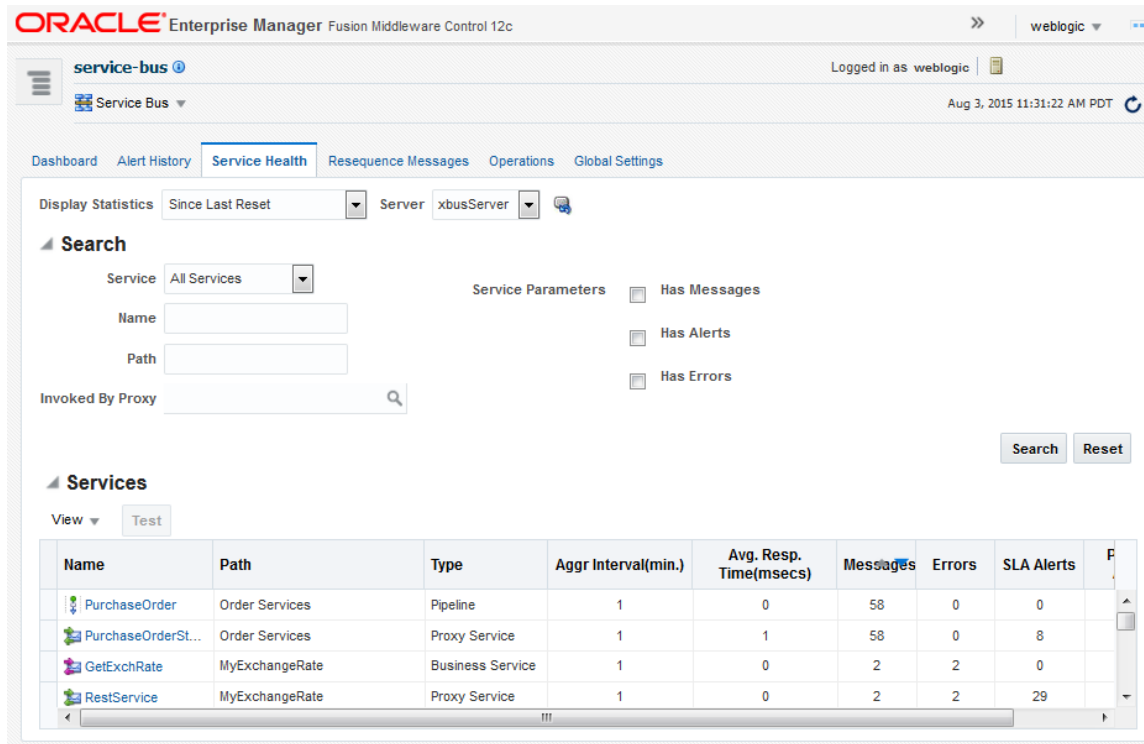 ORACLE Enterprise Manager Fusion Middleware Control 12c
weblogic
service-bus
Logged in as weblogic
Service Bus
Aug 3, 2015 11:31:22 AM PDT
Dashboard Alert History Service Health Resequence Messages Operations Global Settings
Display Statistics Since Last Reset Server xbusServer
Search
Service All Services
Service Parameters Has Messages
Name
Has Alerts
Path
Has Errors
Invoked By Proxy
Search Reset
Services
View Test
Name Path Type Aggr Interval(min.) Avg. Resp. Time(msecs) Messages Errors SLA Alerts P
PurchaseOrder Order Services Pipeline 1 0 58 0 0
PurchaseOrderSt... Order Services Proxy Service 1 1 58 0 8
GetExchRate MyExchangeRate Business Service 1 0 2 2 0
RestService MyExchangeRate Proxy Service 1 0 2 2 29